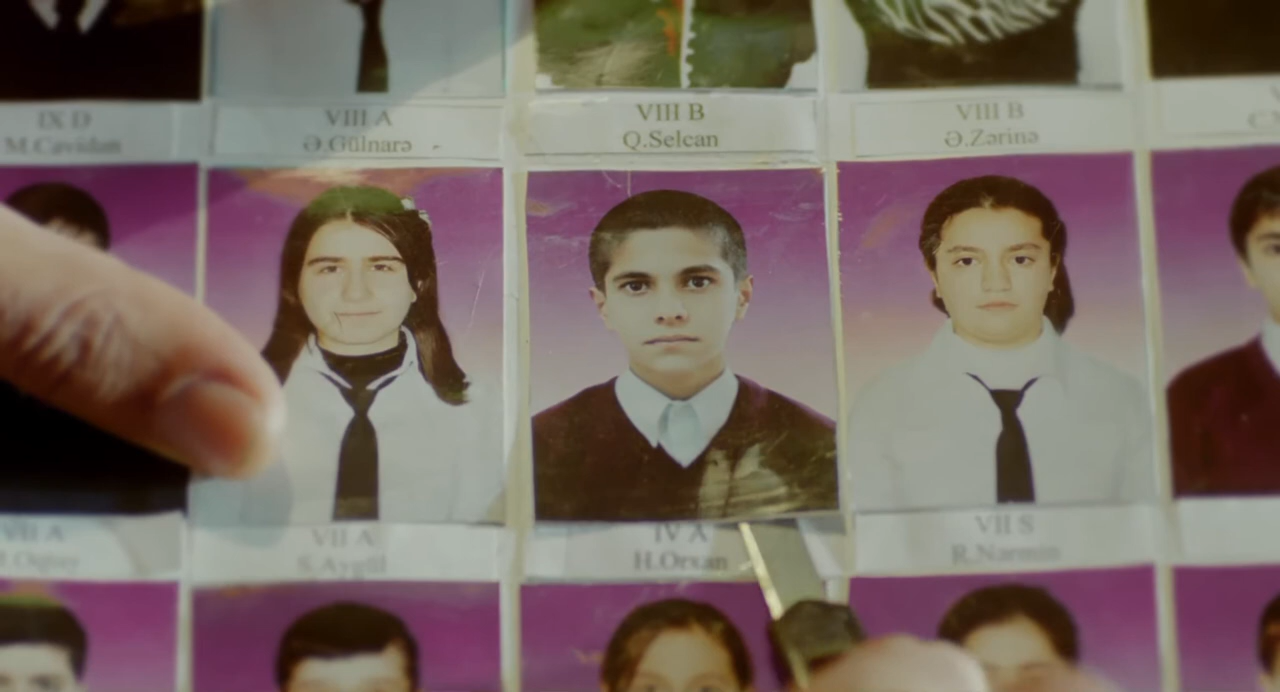 IX D
M.Cavidan
VIII A
Ə.Gülnarə
VIII B
Q.Selcan
VIII B
Ə.Zərinə
VII A
VII A
S.Aygül
IV A
H.Orxan
VII S
R.Nərmin